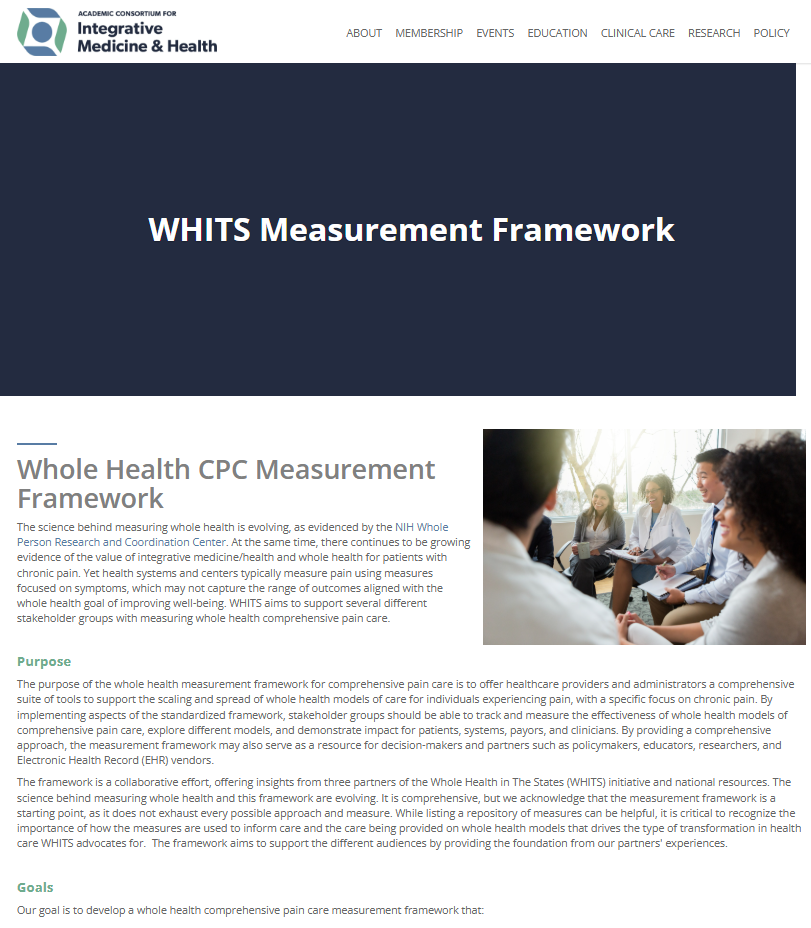 ACADEMIC CONSORTIUM FOR
Integrative
Medicine & Health
ABOUT MEMBERSHIP EVENTS EDUCATION CLINICAL CARE RESEARCH POLICY
WHITS Measurement Framework
Whole Health CPC Measurement
Framework
The science behind measuring whole health is evolving, as evidenced by the NIH Whole
Person Research and Coordination Center. At the same time, there continues to be growing
evidence of the value of integrative medicine/health and whole health for patients with
chronic pain. Yet health systems and centers typically measure pain using measures
focused on symptoms, which may not capture the range of outcomes aligned with the
whole health goal of improving well-being. WHITS aims to support several different
stakeholder groups with measuring whole health comprehensive pain care.
Purpose
The purpose of the whole health measurement framework for comprehensive pain care is to offer healthcare providers and administrators a comprehensive
suite of tools to support the scaling and spread of whole health models of care for individuals experiencing pain, with a specific focus on chronic pain. By
implementing aspects of the standardized framework, stakeholder groups should be able to track and measure the effectiveness of whole health models of
comprehensive pain care, explore different models, and demonstrate impact for patients, systems, payors, and clinicians. By providing a comprehensive
approach, the measurement framework may also serve as a resource for decision-makers and partners such as policymakers, educators, researchers, and
Electronic Health Record (EHR) vendors.
The framework is a collaborative effort, offering insights from three partners of the Whole Health in The States (WHITS) initiative and national resources. The
science behind measuring whole health and this framework are evolving. It is comprehensive, but we acknowledge that the measurement framework is a
starting point, as it does not exhaust every possible approach and measure. While listing a repository of measures can be helpful, it is critical to recognize the
importance of how the measures are used to inform care and the care being provided on whole health models that drives the type of transformation in health
care WHITS advocates for.  The framework aims to support the different audiences by providing the foundation from our partners' experiences.
Goals
Our goal is to develop a whole health comprehensive pain care measurement framework that: